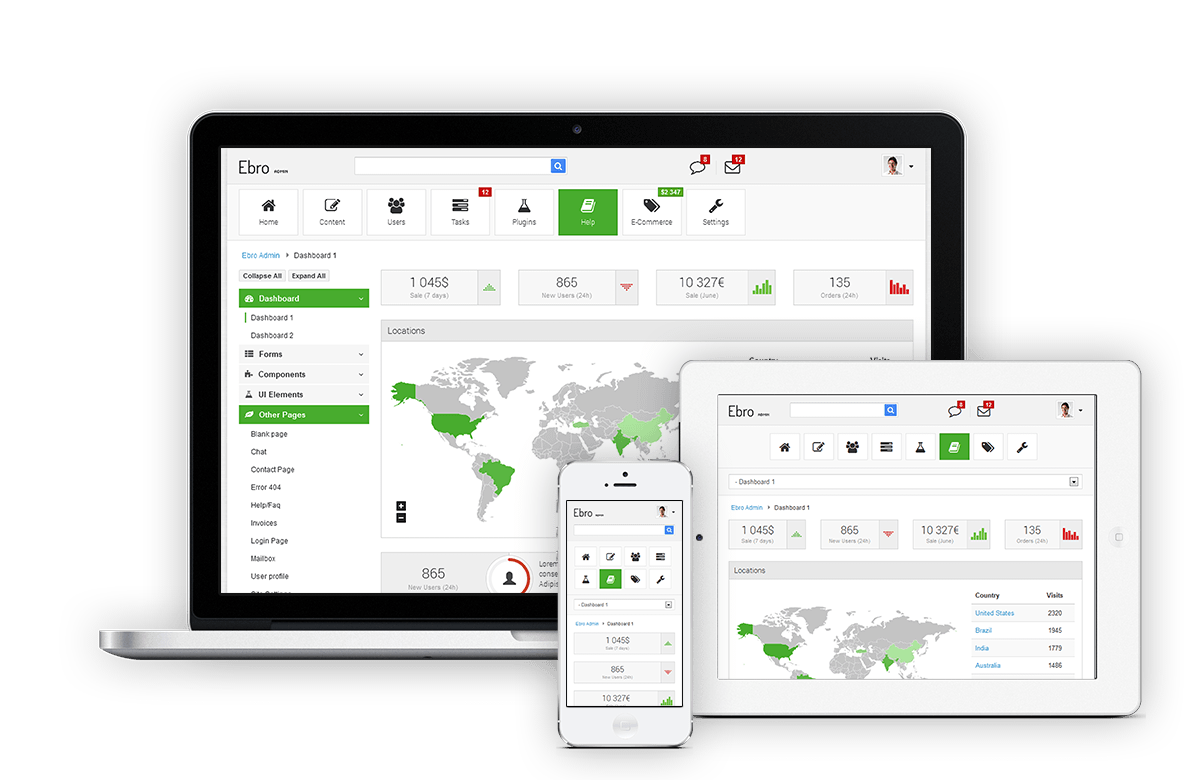 Ebro ADMIN
8
12
Home
Content
Users
12
Tasks
Plugins
Help
$2 347
E-Commerce
Settings
Ebro Admin Dashboard 1
Collapse All Expand All
Dashboard
Dashboard 1
Dashboard 2
Forms
Components
UI Elements
Other Pages
Blank page
Chat
Contact Page
Error 404
Help/Faq
Invoices
Login Page
Mailbox
User profile
1 045$
Sale (7 days)
865
New Users (24h)
10 327€
Sale (June)
135
Orders (24h)
Locations
Country Visits
+
-
865
New Users (24h)
Lorem
conse
Adipis
Ebro ADMIN
- Dashboard 1
Ebro Admin Dashboard 1
1 045$
Sale (7 days)
865
New Users (24h)
10 327€
Ebro ADMIN
8
12
- Dashboard 1
Ebro Admin Dashboard 1
1 045$
Sale (7 days)
865
New Users (24h)
10 327€
Sale (June)
135
Orders (24h)
Locations
Country Visits
United States 2320
Brazil 1945
India 1779
Australia 1486